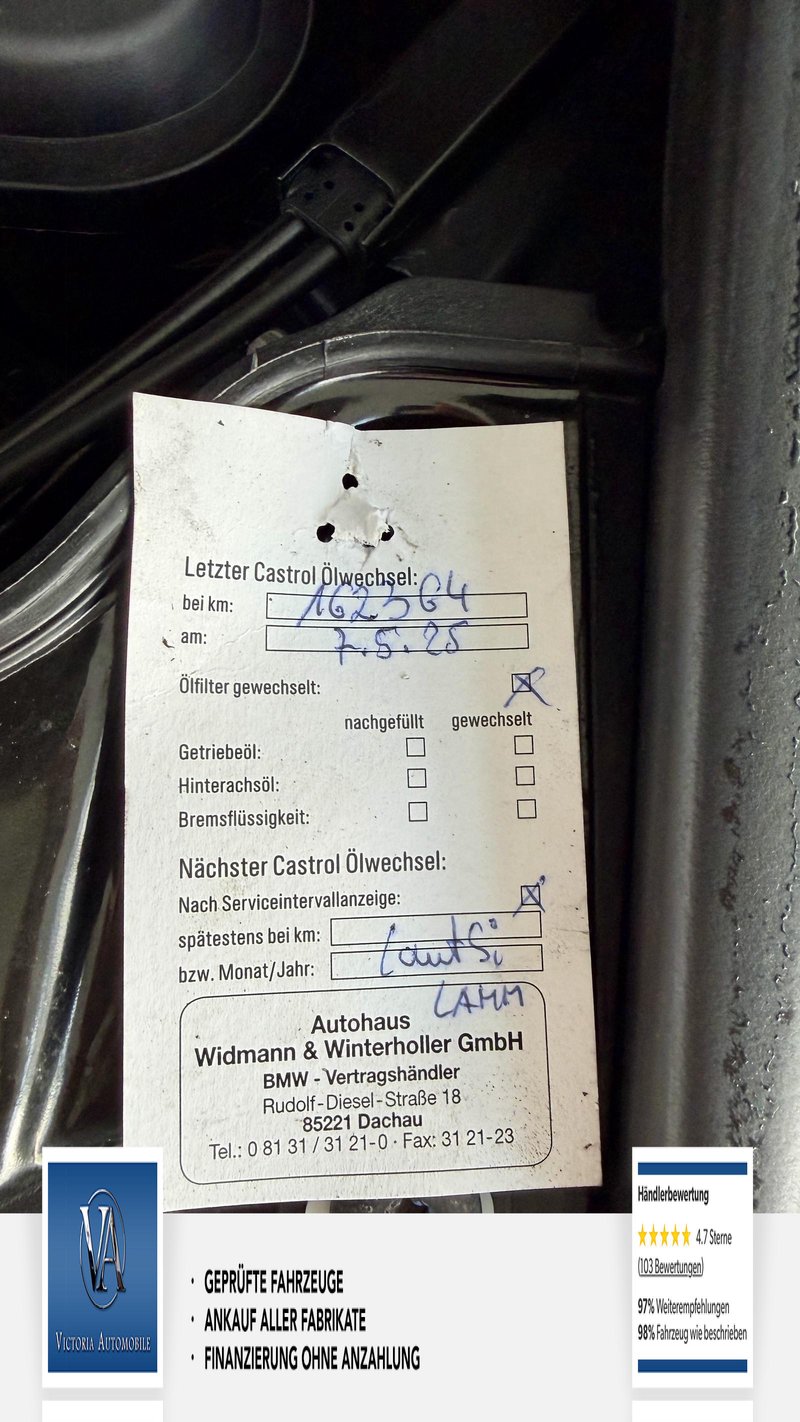 Letzter Castrol Ölwechsel:
bei km: 162364
am: 7.5.25
Ölfilter gewechselt:
nachgefüllt gewechselt
Getriebeöl:
Hinterachsöl:
Bremsflüssigkeit:
Nächster Castrol Ölwechsel:
Nach Serviceintervallanzeige:
spätestens bei km:
bzw. Monat/Jahr: Laut Si
LAMM
Autohaus
Widmann & Winterholler GmbH
BMW - Vertragshändler
Rudolf-Diesel-Straße 18
85221 Dachau
Tel.: 0 81 31 / 31 21-0 · Fax: 31 21-23
VA
VICTORIA AUTOMOBILE
· GEPRÜFTE FAHRZEUGE
· ANKAUF ALLER FABRIKATE
· FINANZIERUNG OHNE ANZAHLUNG
Händlerbewertung
4.7 Sterne
(103 Bewertungen)
97% Weiterempfehlungen
98% Fahrzeug wie beschrieben